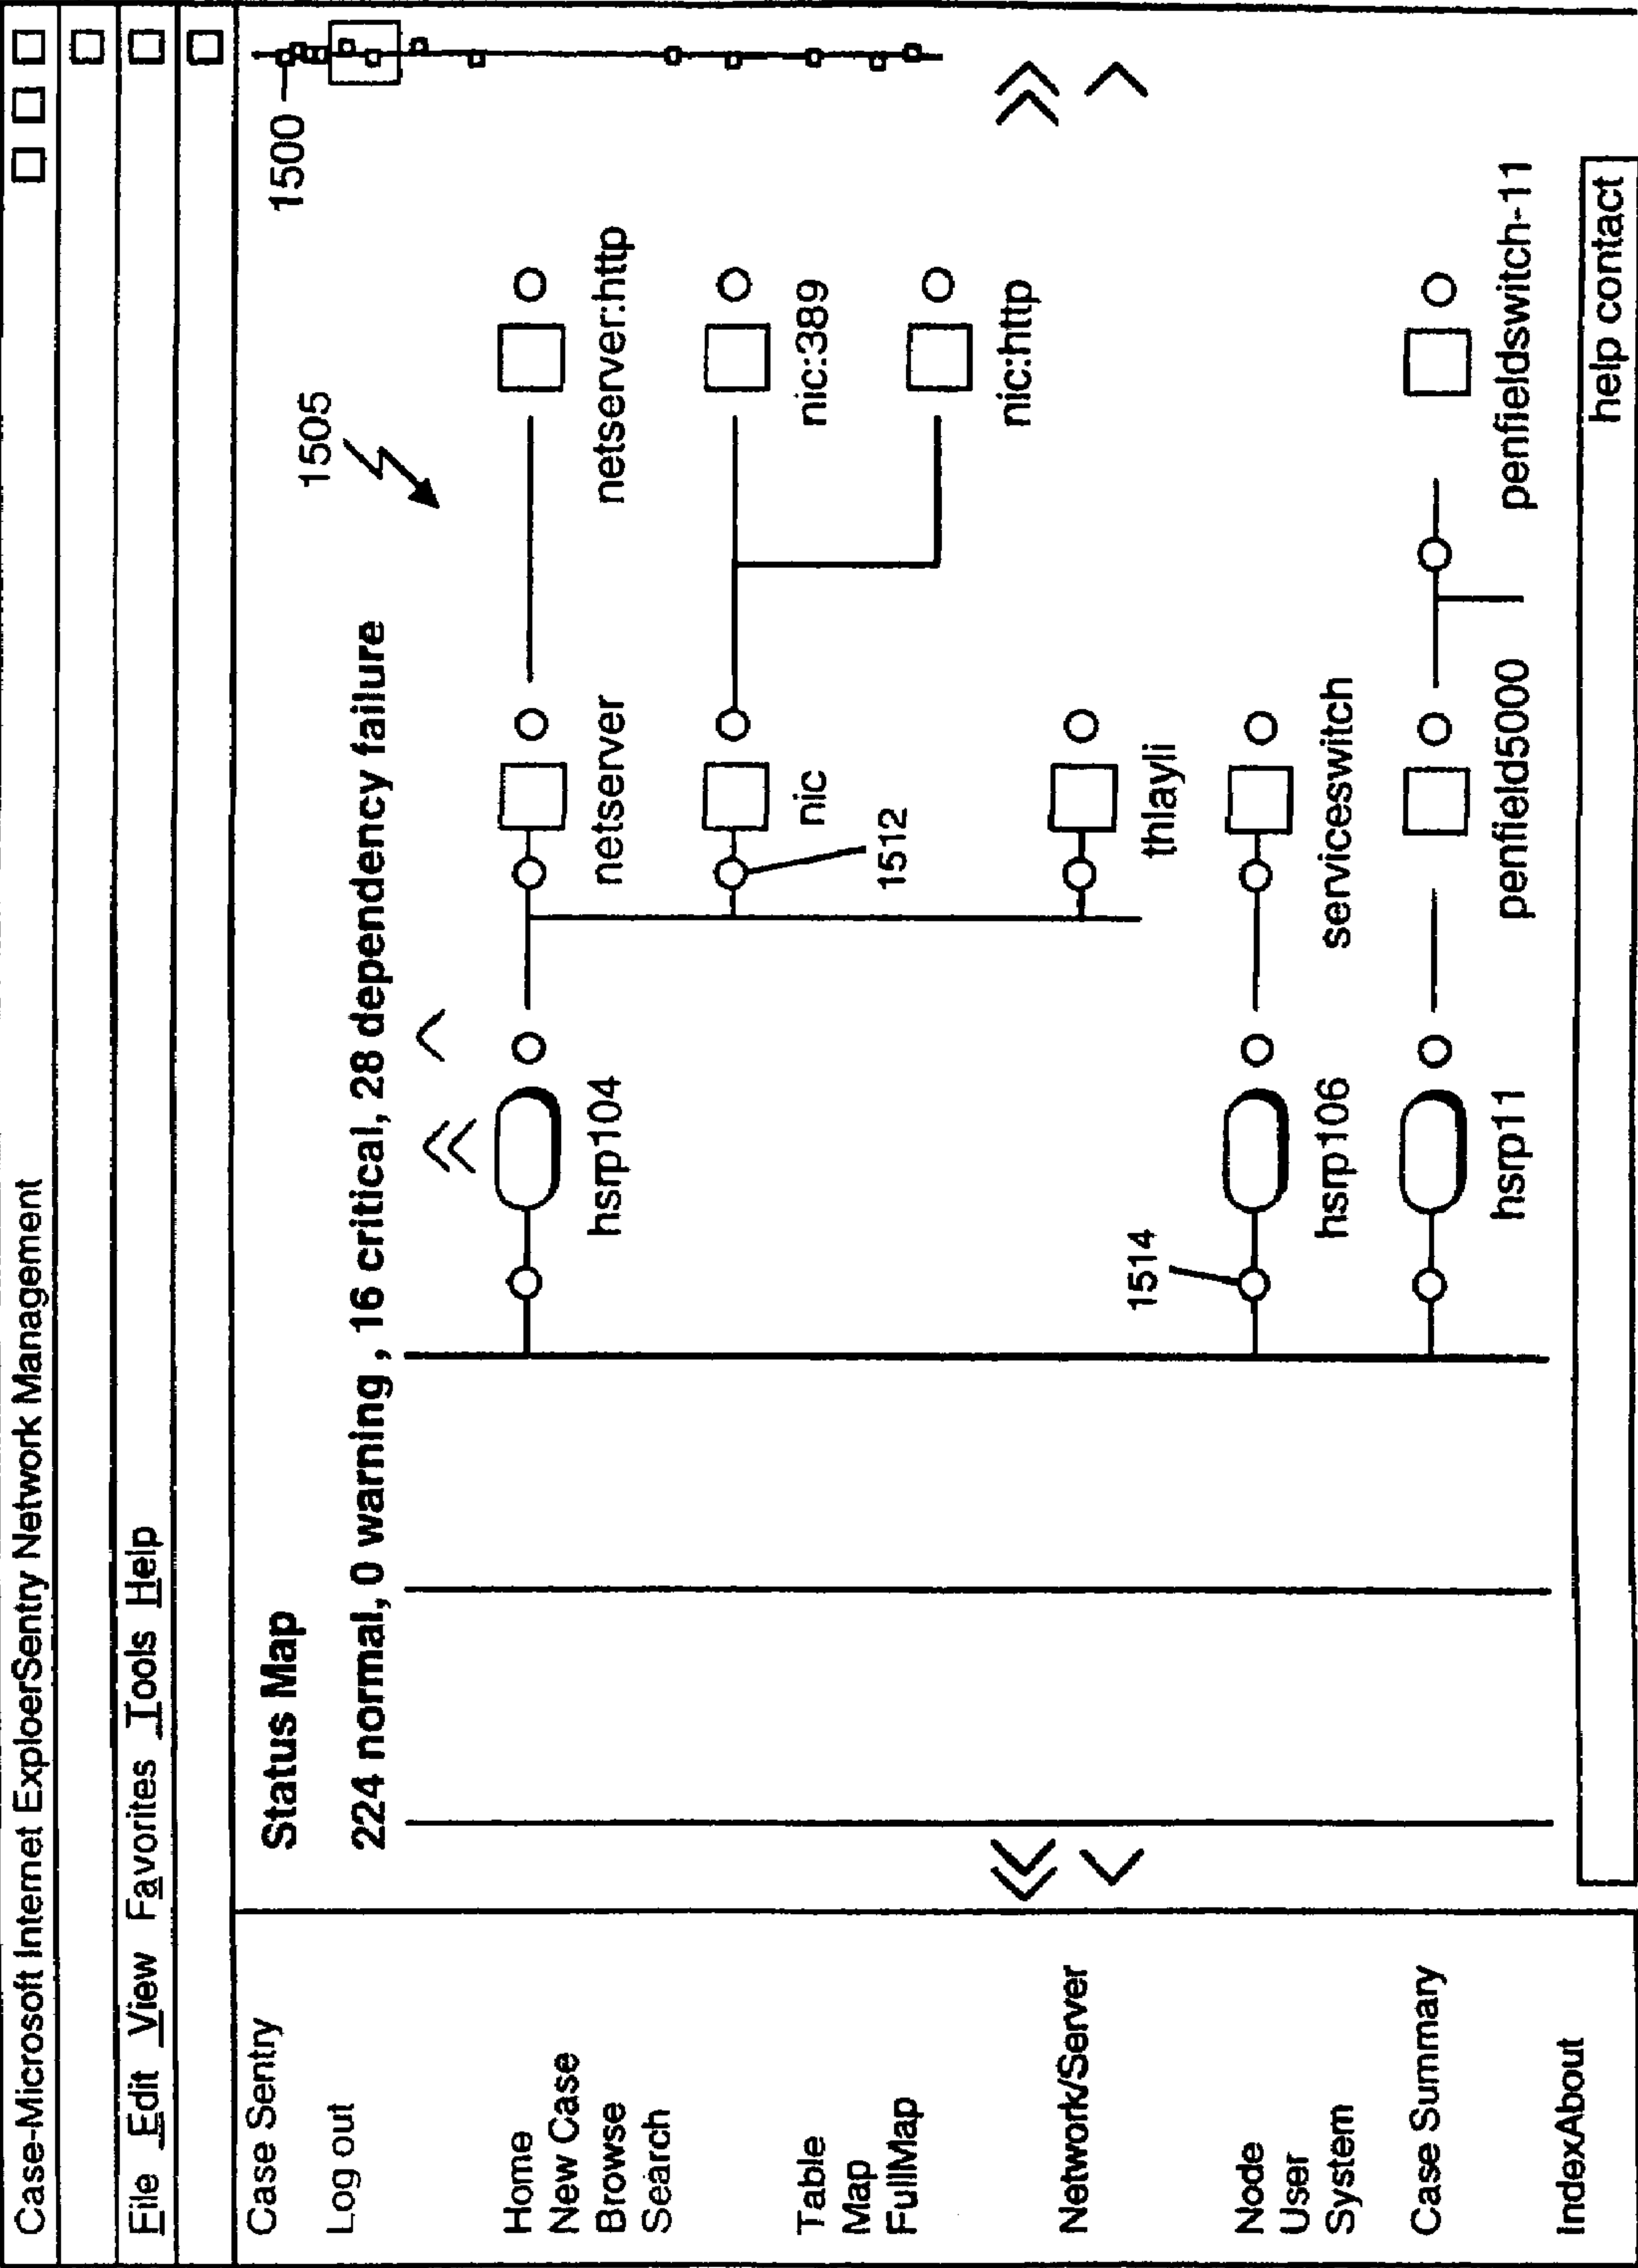 Case-Microsoft Internet ExploerSentry Network Management
File Edit View Favorites Tools Help
Case Sentry
Log out
Home
New Case
Browse
Search
Table
Map
FullMap
Network/Server
Node
User
System
Case Summary
IndexAbout
Status Map
1500
224 normal, 0 warning , 16 critical, 28 dependency failure
1505
hsrp104
netserver
netserver:http
nic
nic:389
1512
nic:http
thlayli
1514
hsrp106
serviceswitch
hsrp11
penfield5000
penfieldswitch-11
help contact